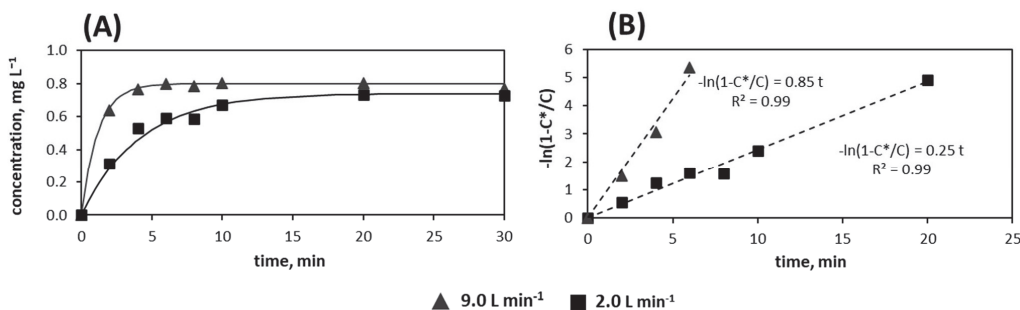 (A)
concentration, mg L⁻¹
1.0
0.8
0.6
0.4
0.2
0.0
0 5 10 15 20 25 30
time, min
(B)
-ln(1-C*/C)
6
5
4
3
2
1
0
-ln(1-C*/C) = 0.85 t
R² = 0.99
-ln(1-C*/C) = 0.25 t
R² = 0.99
0 5 10 15 20 25
time, min
9.0 L min⁻¹ 2.0 L min⁻¹